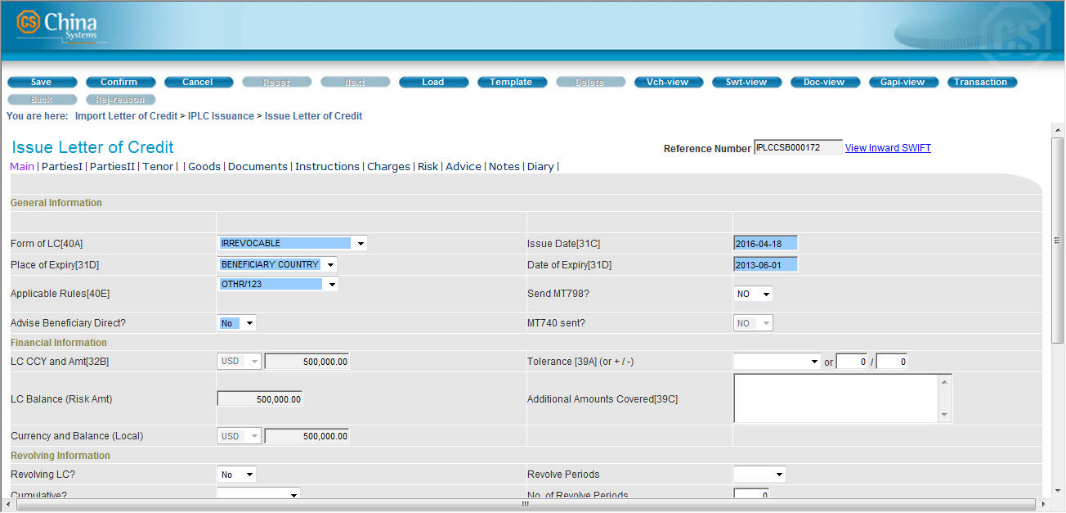 CS China
Systems
CS
Save Confirm Cancel Reset Next Load Template Delete Vch-view Swt-view Doc-view Gapi-view Transaction
Back Rej-reason
You are here: Import Letter of Credit > IPLC Issuance > Issue Letter of Credit
Issue Letter of Credit
Reference Number IPLCCSB000172 View Inward SWIFT
Main | PartiesI | PartiesII | Tenor | | Goods | Documents | Instructions | Charges | Risk | Advice | Notes | Diary |
General Information
Form of LC[40A] IRREVOCABLE Issue Date[31C] 2016-04-18
Place of Expiry[31D] BENEFICIARY COUNTRY Date of Expiry[31D] 2013-06-01
Applicable Rules[40E] OTHR/123 Send MT798? NO
Advise Beneficiary Direct? No MT740 sent? NO
Financial Information
LC CCY and Amt[32B] USD 500,000.00 Tolerance [39A] (or + / -) or 0 / 0
LC Balance (Risk Amt) 500,000.00 Additional Amounts Covered[39C]
Currency and Balance (Local) USD 500,000.00
Revolving Information
Revolving LC? No Revolve Periods
Cumulative? No. of Revolve Periods 0